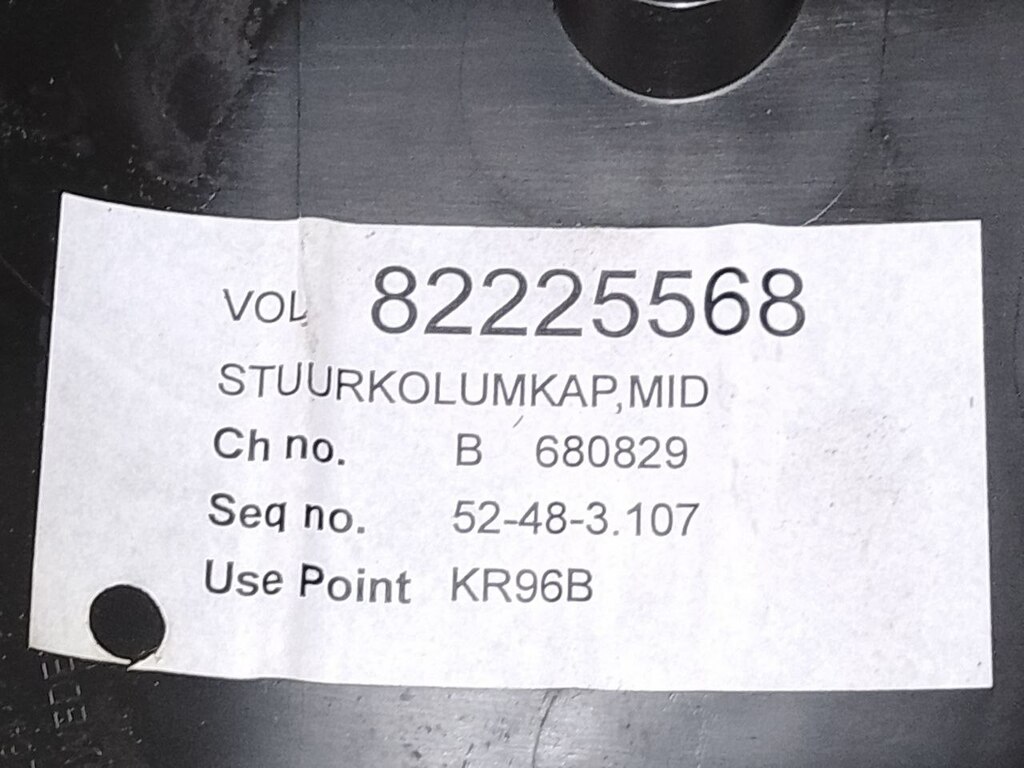 VOL 82225568
STUURKOLUMKAP,MID
Ch no. B 680829
Seq no. 52-48-3.107
Use Point KR96B